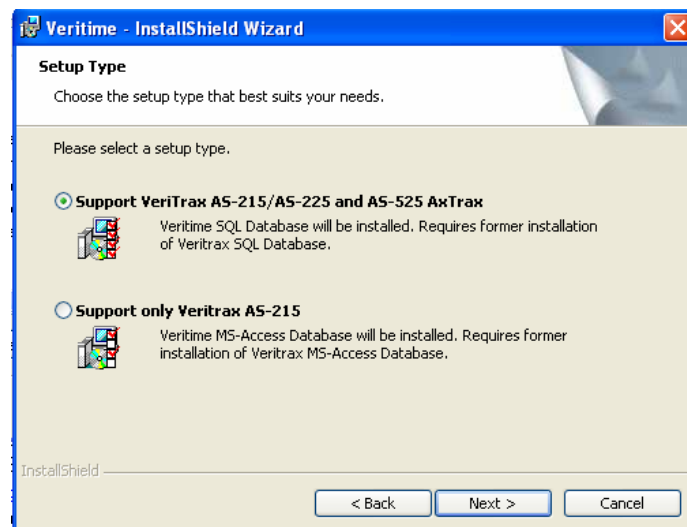 Veritime - InstallShield Wizard
Setup Type
Choose the setup type that best suits your needs.
Please select a setup type.
Support VeriTrax AS-215/AS-225 and AS-525 AxTrax
Veritime SQL Database will be installed. Requires former installation
of Veritrax SQL Database.
Support only Veritrax AS-215
Veritime MS-Access Database will be installed. Requires former
installation of Veritrax MS-Access Database.
InstallShield
< Back
Next >
Cancel